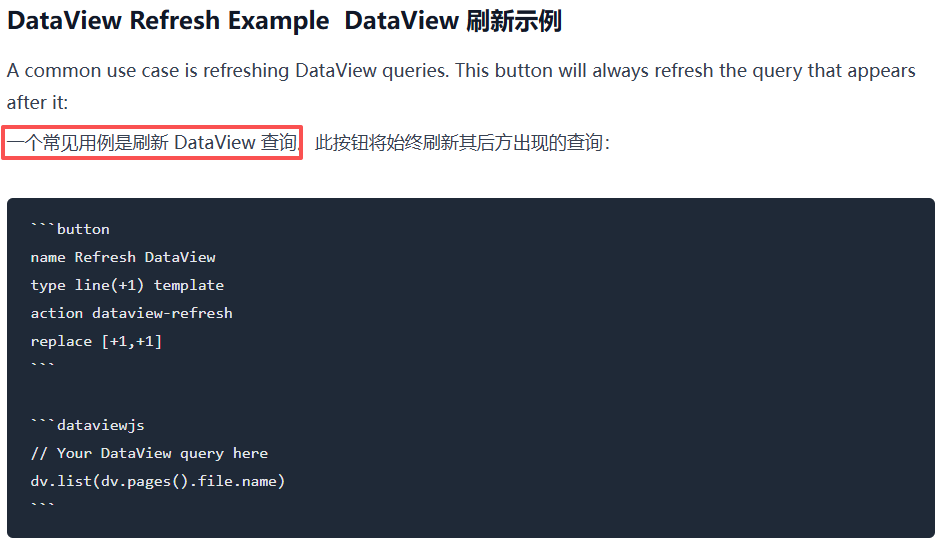 DataView Refresh Example  DataView 刷新示例
A common use case is refreshing DataView queries. This button will always refresh the query that appears
after it:
一个常见用例是刷新 DataView 查询。此按钮将始终刷新其后方出现的查询：
```button
name Refresh DataView
type line(+1) template
action dataview-refresh
replace [+1,+1]
```
```dataviewjs
// Your DataView query here
dv.list(dv.pages().file.name)
```